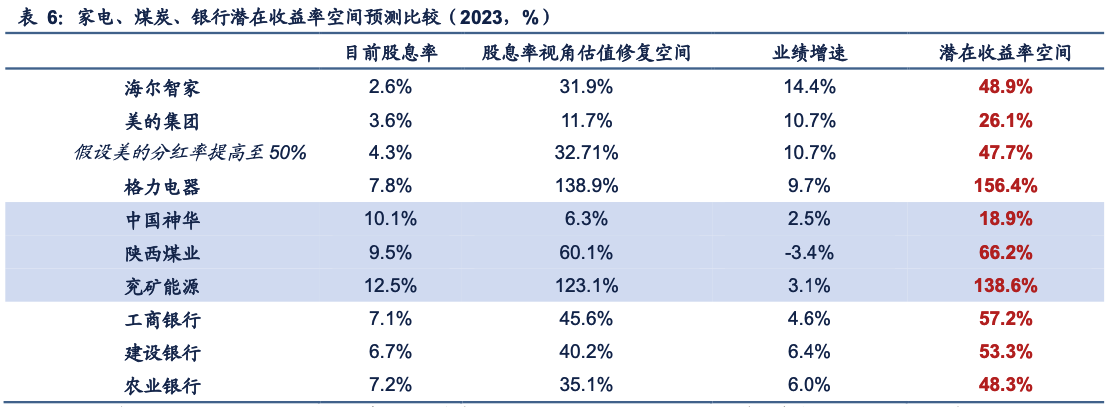 表 6：家电、煤炭、银行潜在收益率空间预测比较（2023，%）
目前股息率 股息率视角估值修复空间 业绩增速 潜在收益率空间
海尔智家 2.6% 31.9% 14.4% 48.9%
美的集团 3.6% 11.7% 10.7% 26.1%
假设美的分红率提高至 50% 4.3% 32.71% 10.7% 47.7%
格力电器 7.8% 138.9% 9.7% 156.4%
中国神华 10.1% 6.3% 2.5% 18.9%
陕西煤业 9.5% 60.1% -3.4% 66.2%
兖矿能源 12.5% 123.1% 3.1% 138.6%
工商银行 7.1% 45.6% 4.6% 57.2%
建设银行 6.7% 40.2% 6.4% 53.3%
农业银行 7.2% 35.1% 6.0% 48.3%